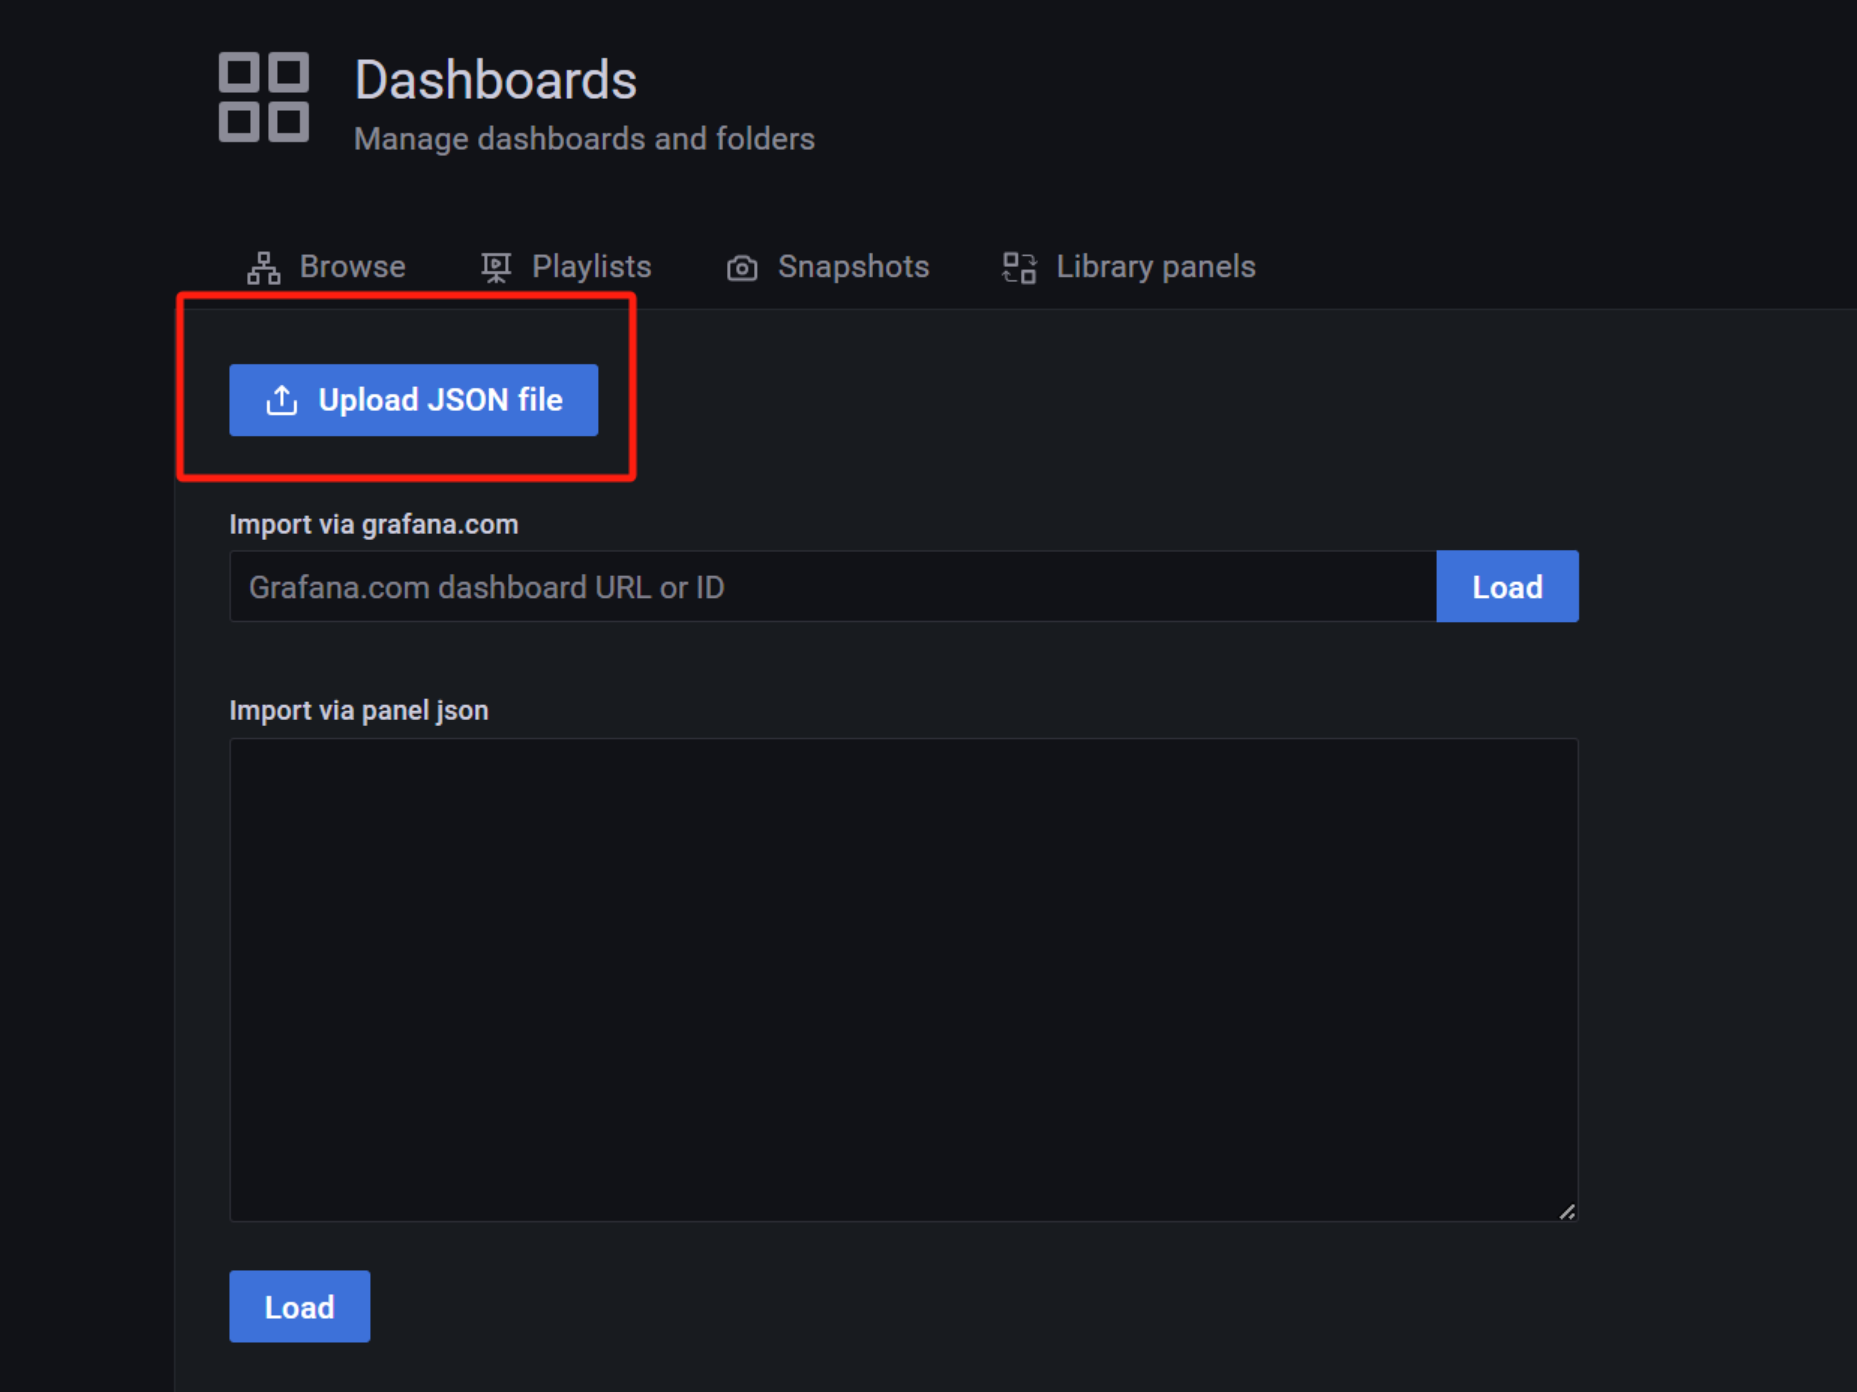 Dashboards
Manage dashboards and folders
Browse Playlists Snapshots Library panels
Upload JSON file
Import via grafana.com
Grafana.com dashboard URL or ID Load
Import via panel json
Load